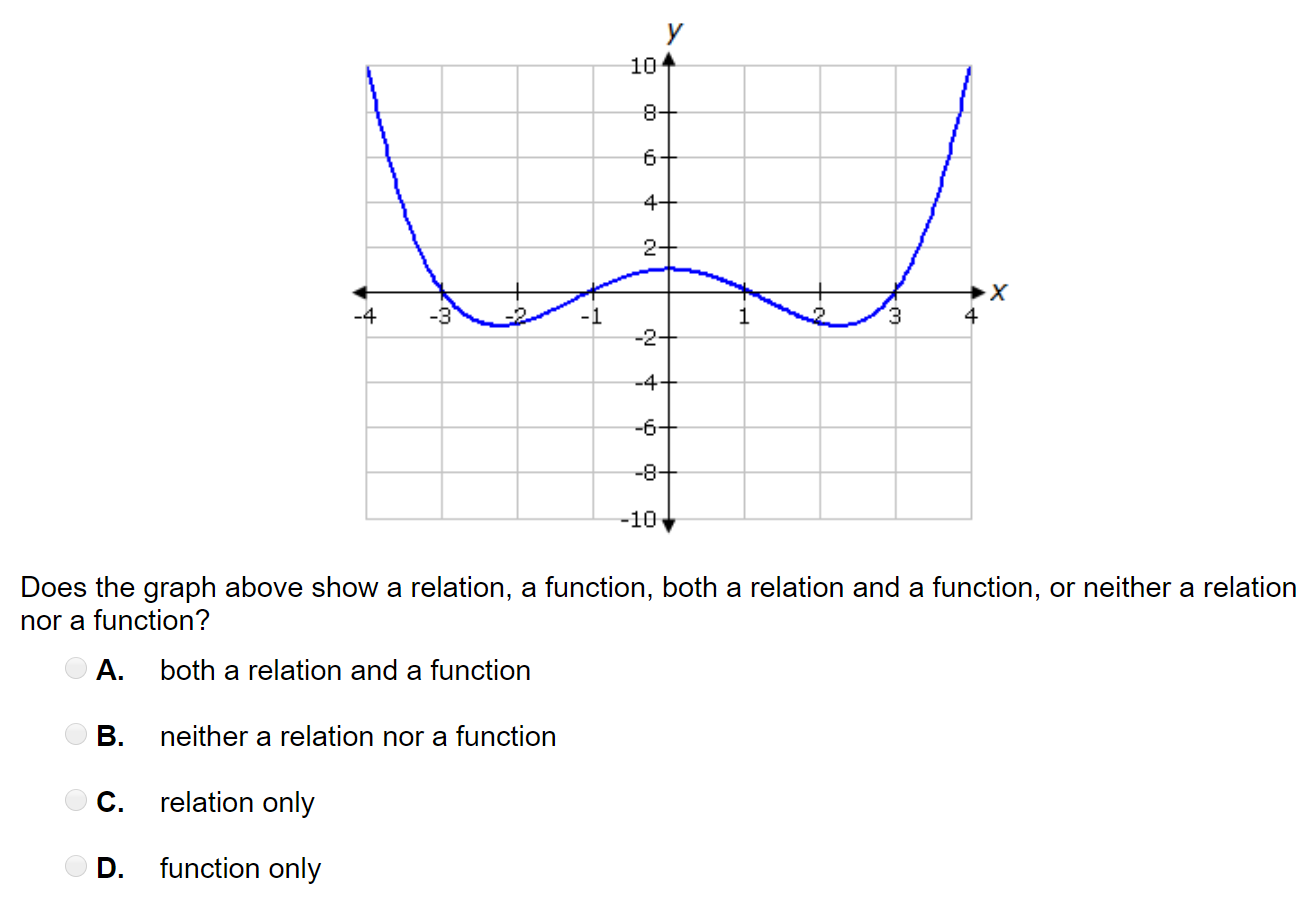 y
10
8
6
4
2
x
-4 -3 -2 -1 1 2 3 4
-2
-4
-6
-8
-10
Does the graph above show a relation, a function, both a relation and a function, or neither a relation
nor a function?
A. both a relation and a function
B. neither a relation nor a function
C. relation only
D. function only